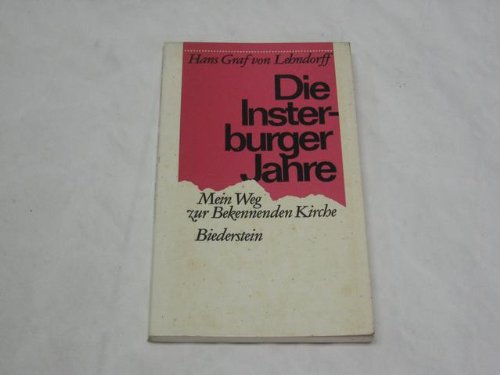 Hans Graf von Lehndorff
Die
Inster-
burger
Jahre
Mein Weg
zur Bekennenden Kirche
Biederstein